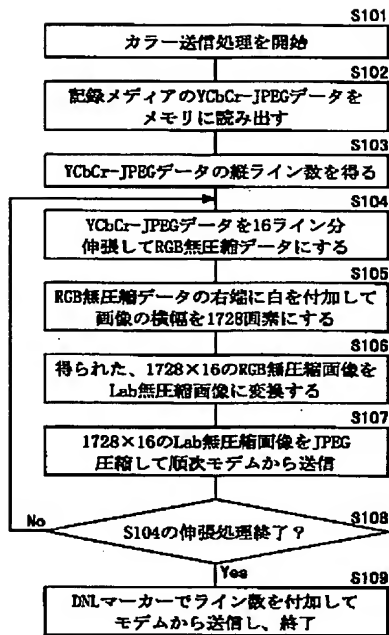 S101
カラー送信処理を開始
S102
記録メディアのYCbCr-JPEGデータを
メモリに読み出す
S103
YCbCr-JPEGデータの縦ライン数を得る
S104
YCbCr-JPEGデータを16ライン分
伸張してRGB無圧縮データにする
S105
RGB無圧縮データの右端に白を付加して
画像の横幅を1728画素にする
S106
得られた、1728×16のRGB無圧縮画像を
Lab無圧縮画像に変換する
S107
1728×16のLab無圧縮画像をJPEG
圧縮して順次モデムから送信
S108
No
S104の伸張処理終了?
Yes
S109
DNLマーカーでライン数を付加して
モデムから送信し、終了